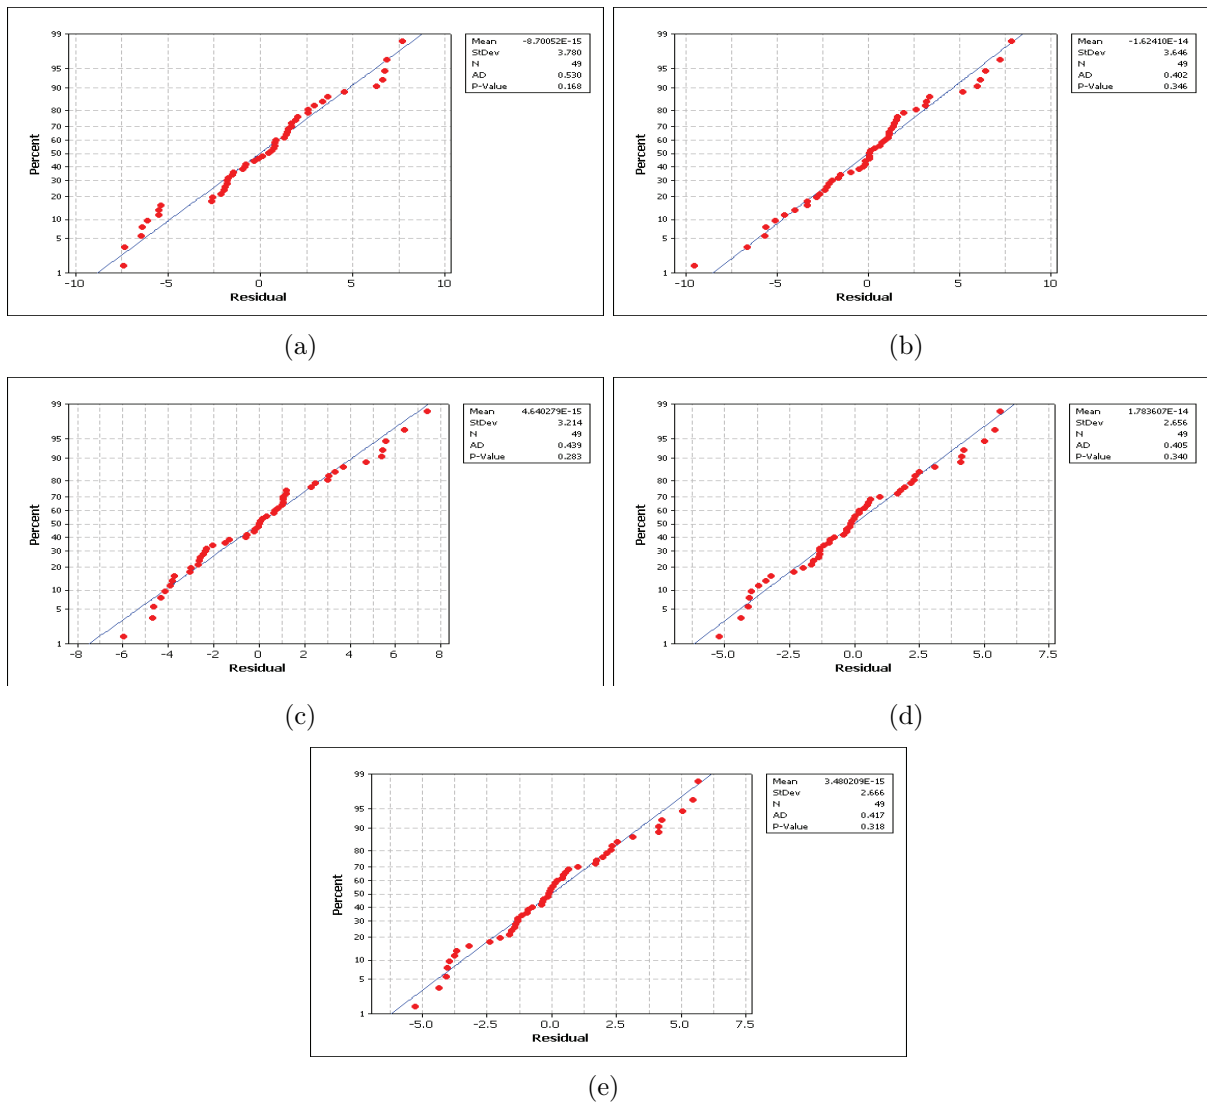 99
95
90
80
70
60
50
40
30
20
10
5
1
Percent
-10 -5 0 5 10
Residual
Mean -8.70052E-15
StDev 3.780
N 49
AD 0.530
P-Value 0.168
(a)
99
95
90
80
70
60
50
40
30
20
10
5
1
Percent
-10 -5 0 5 10
Residual
Mean -1.62410E-14
StDev 3.646
N 49
AD 0.402
P-Value 0.346
(b)
99
95
90
80
70
60
50
40
30
20
10
5
1
Percent
-8 -6 -4 -2 0 2 4 6 8
Residual
Mean 4.640279E-15
StDev 3.214
N 49
AD 0.439
P-Value 0.283
(c)
99
95
90
80
70
60
50
40
30
20
10
5
1
Percent
-5.0 -2.5 0.0 2.5 5.0 7.5
Residual
Mean 1.783607E-14
StDev 2.656
N 49
AD 0.405
P-Value 0.340
(d)
99
95
90
80
70
60
50
40
30
20
10
5
1
Percent
-5.0 -2.5 0.0 2.5 5.0 7.5
Residual
Mean 3.480209E-15
StDev 2.666
N 49
AD 0.417
P-Value 0.318
(e)